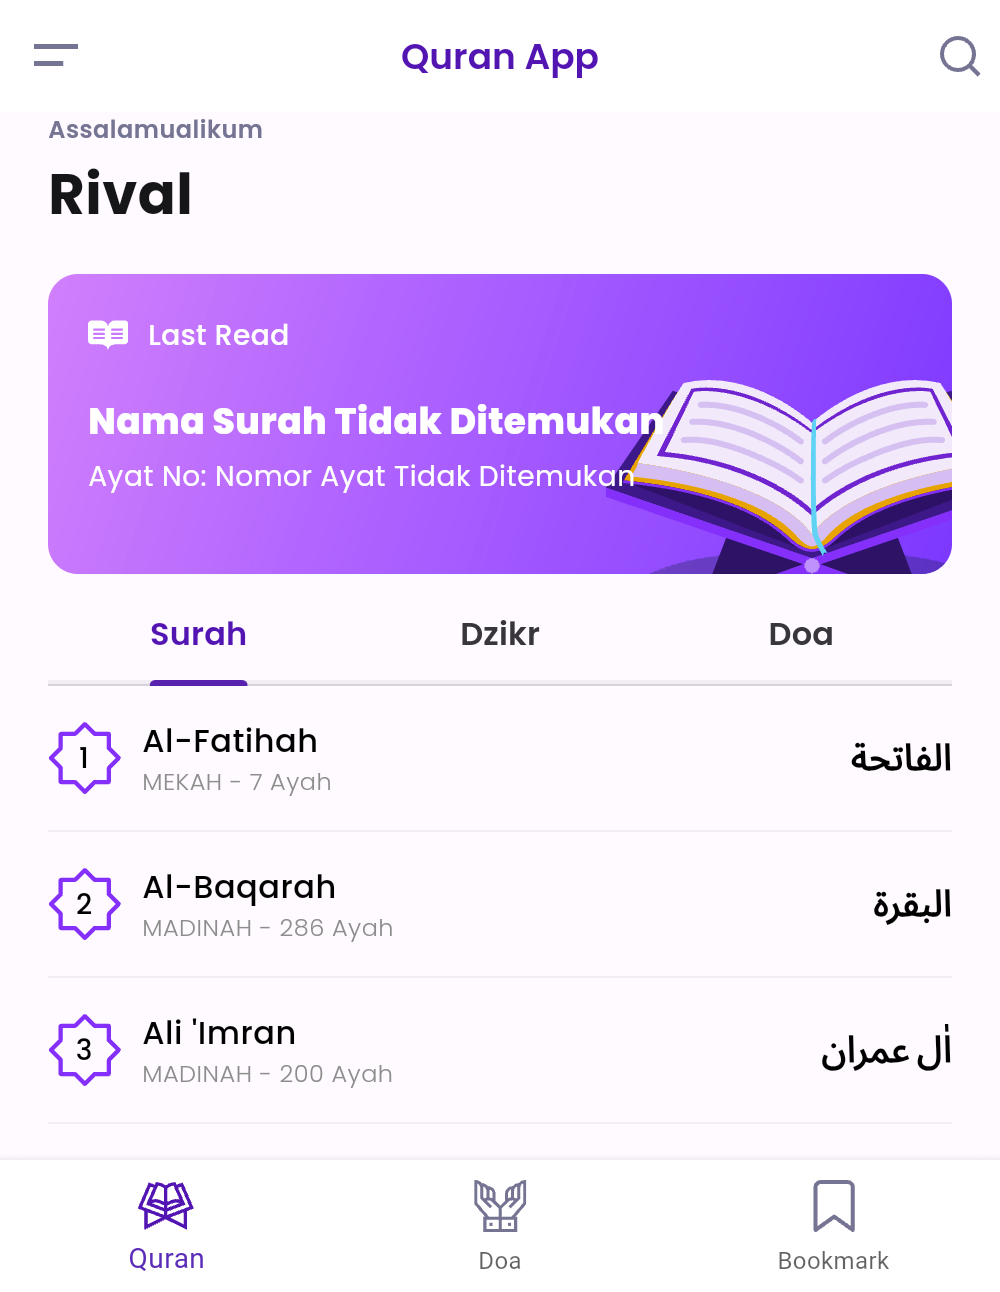 Quran App
Assalamualikum
Rival
Last Read
Nama Surah Tidak Ditemukan
Ayat No: Nomor Ayat Tidak Ditemukan
Surah Dzikr Doa
1 Al-Fatihah الفاتحة
MEKAH - 7 Ayah
2 Al-Baqarah البقرة
MADINAH - 286 Ayah
3 Ali 'Imran اٰل عمران
MADINAH - 200 Ayah
Quran Doa Bookmark